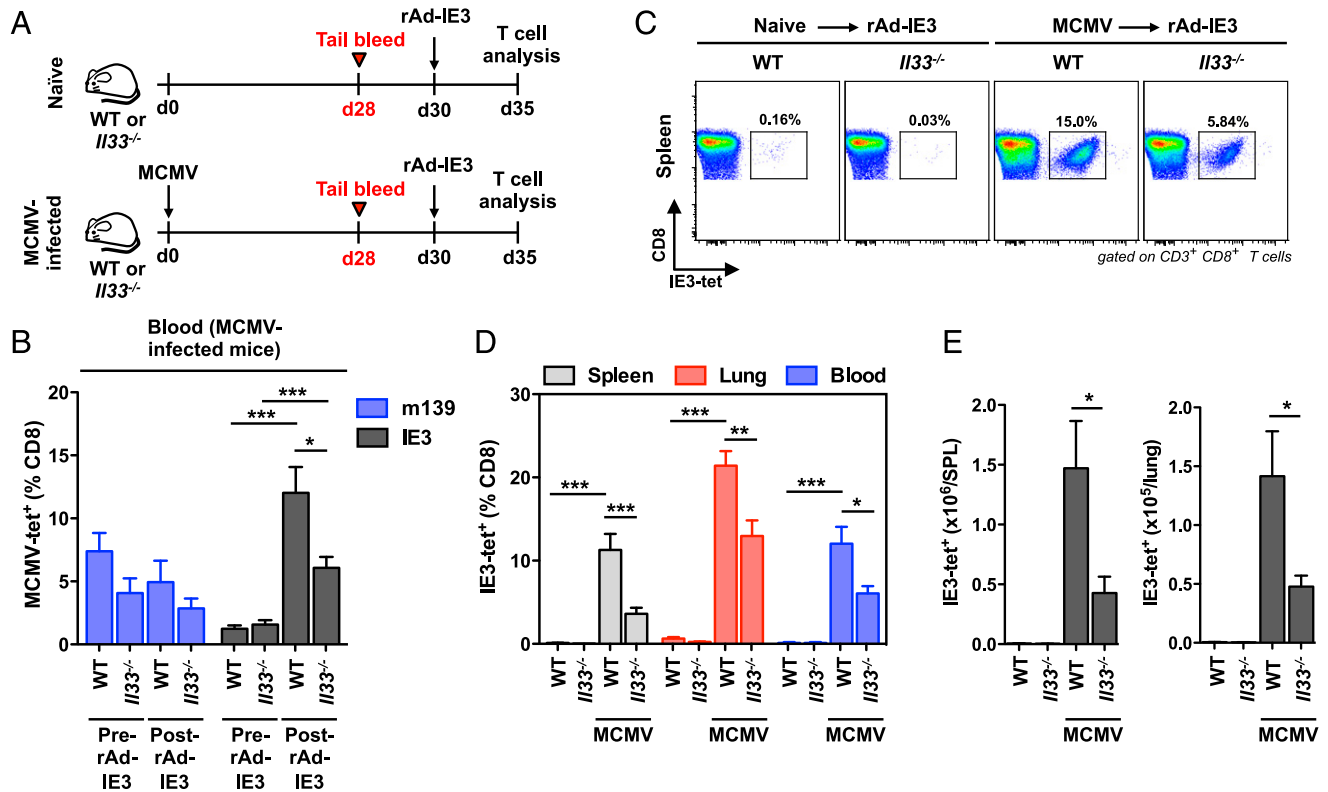 A
Naïve
WT or
Il33-/-
rAd-IE3
Tail bleed
T cell
analysis
d0
d28
d30
d35
MCMV-
infected
MCMV
WT or
Il33-/-
rAd-IE3
Tail bleed
T cell
analysis
d0
d28
d30
d35
B
Blood (MCMV-
infected mice)
MCMV-tet+ (% CD8)
20
15
10
5
0
***
***
*
m139
IE3
WT
Il33-/-
WT
Il33-/-
WT
Il33-/-
WT
Il33-/-
Pre-
rAd-
IE3
Post-
rAd-
IE3
Pre-
rAd-
IE3
Post-
rAd-
IE3
C
Naive → rAd-IE3
MCMV → rAd-IE3
WT
Il33-/-
WT
Il33-/-
Spleen
0.16%
0.03%
15.0%
5.84%
CD8
IE3-tet
gated on CD3+ CD8+ T cells
D
Spleen
Lung
Blood
IE3-tet+ (% CD8)
30
20
10
0
***
***
***
**
***
*
WT
Il33-/-
WT
Il33-/-
WT
Il33-/-
WT
Il33-/-
WT
Il33-/-
WT
Il33-/-
MCMV
MCMV
MCMV
E
IE3-tet+ (x10^6/SPL)
2.0
1.5
1.0
0.5
0.0
*
WT
Il33-/-
WT
Il33-/-
MCMV
IE3-tet+ (x10^5/lung)
2.0
1.5
1.0
0.5
0.0
*
WT
Il33-/-
WT
Il33-/-
MCMV